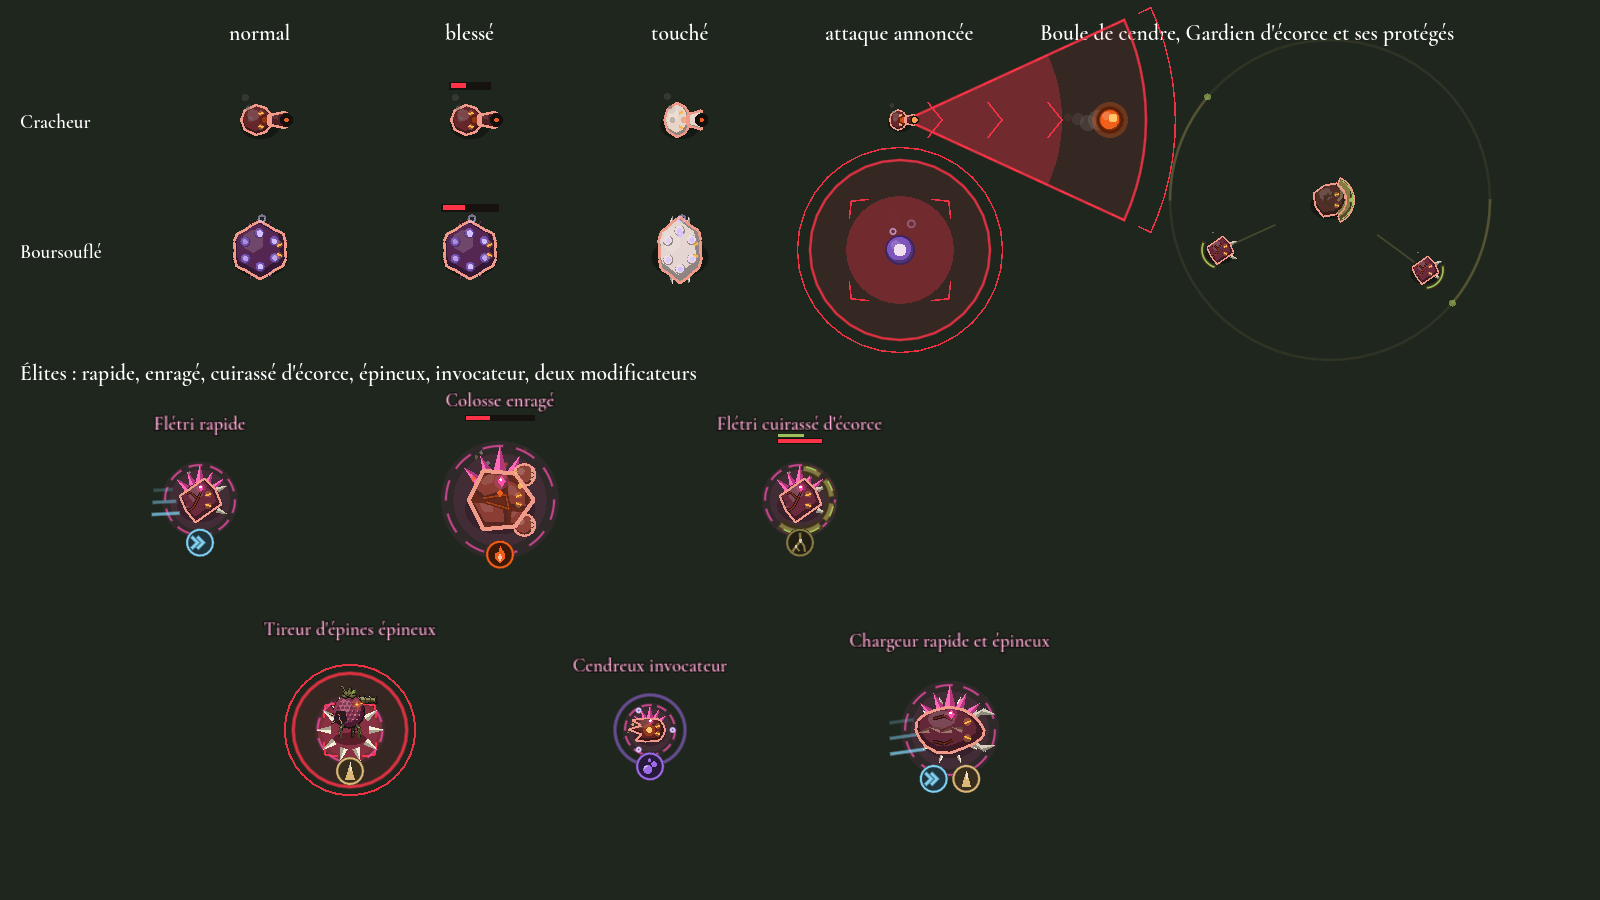 normal
blessé
touché
attaque annoncée
Boule de cendre, Gardien d'écorce et ses protégés
Cracheur
Boursouflé
Élites : rapide, enragé, cuirassé d'écorce, épineux, invocateur, deux modificateurs
Flétri rapide
Colosse enragé
Flétri cuirassé d'écorce
Tireur d'épines épineux
Cendreux invocateur
Chargeur rapide et épineux